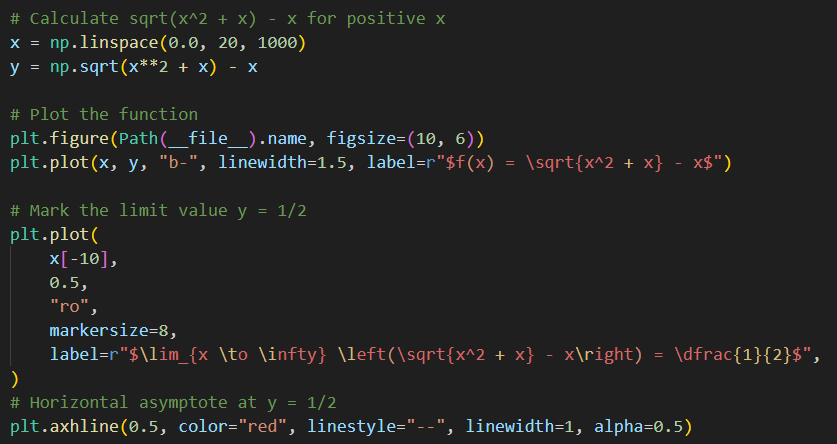 # Calculate sqrt(x^2 + x) - x for positive x
x = np.linspace(0.0, 20, 1000)
y = np.sqrt(x**2 + x) - x

# Plot the function
plt.figure(Path(__file__).name, figsize=(10, 6))
plt.plot(x, y, "b-", linewidth=1.5, label=r"$f(x) = \sqrt{x^2 + x} - x$")

# Mark the limit value y = 1/2
plt.plot(
    x[-10],
    0.5,
    "ro",
    markersize=8,
    label=r"$\lim_{x \to \infty} \left(\sqrt{x^2 + x} - x\right) = \dfrac{1}{2}$",
)
# Horizontal asymptote at y = 1/2
plt.axhline(0.5, color="red", linestyle="--", linewidth=1, alpha=0.5)